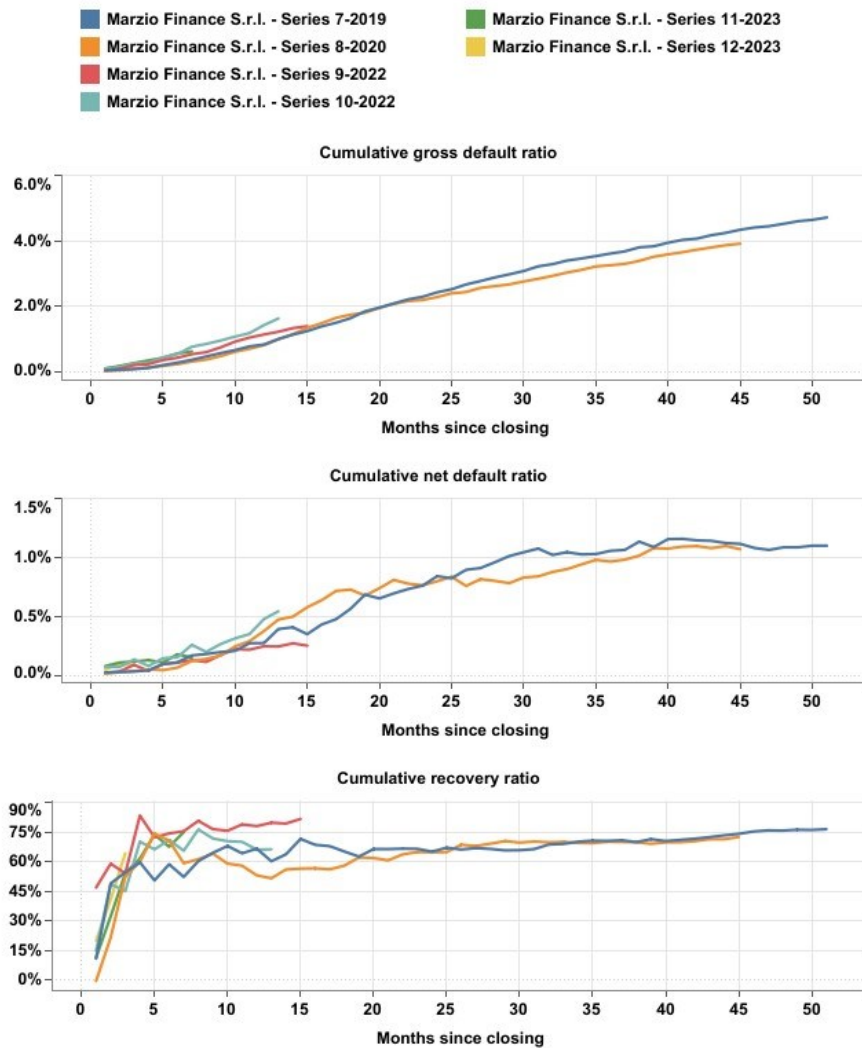 Marzio Finance S.r.l. - Series 7-2019
Marzio Finance S.r.l. - Series 8-2020
Marzio Finance S.r.l. - Series 9-2022
Marzio Finance S.r.l. - Series 10-2022
Marzio Finance S.r.l. - Series 11-2023
Marzio Finance S.r.l. - Series 12-2023
Cumulative gross default ratio
6.0%
4.0%
2.0%
0.0%
0 5 10 15 20 25 30 35 40 45 50
Months since closing
Cumulative net default ratio
1.5%
1.0%
0.5%
0.0%
0 5 10 15 20 25 30 35 40 45 50
Months since closing
Cumulative recovery ratio
90%
75%
60%
45%
30%
15%
0%
0 5 10 15 20 25 30 35 40 45 50
Months since closing